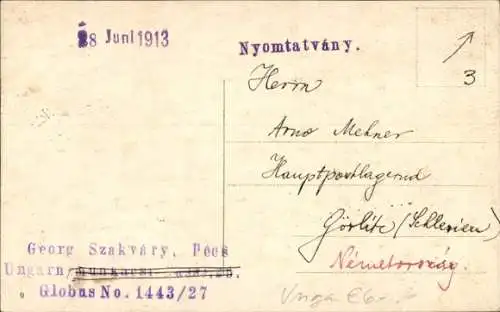 28 Juni 1913
Nyomtatvány.
3
Herrn
Arno Metner
Hauptpostlagernd
Görlitz (Schlesien)
Németország.
Georg Szakváry, Pécs
Ungarn,
Globus No. 1443/27